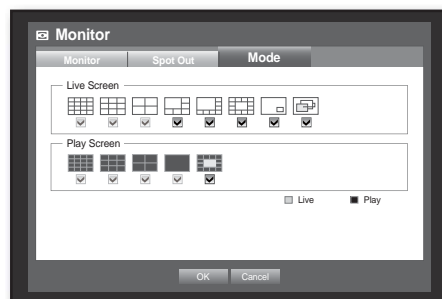 Monitor
Monitor Spot Out Mode
Live Screen
Play Screen
Live Play
OK Cancel